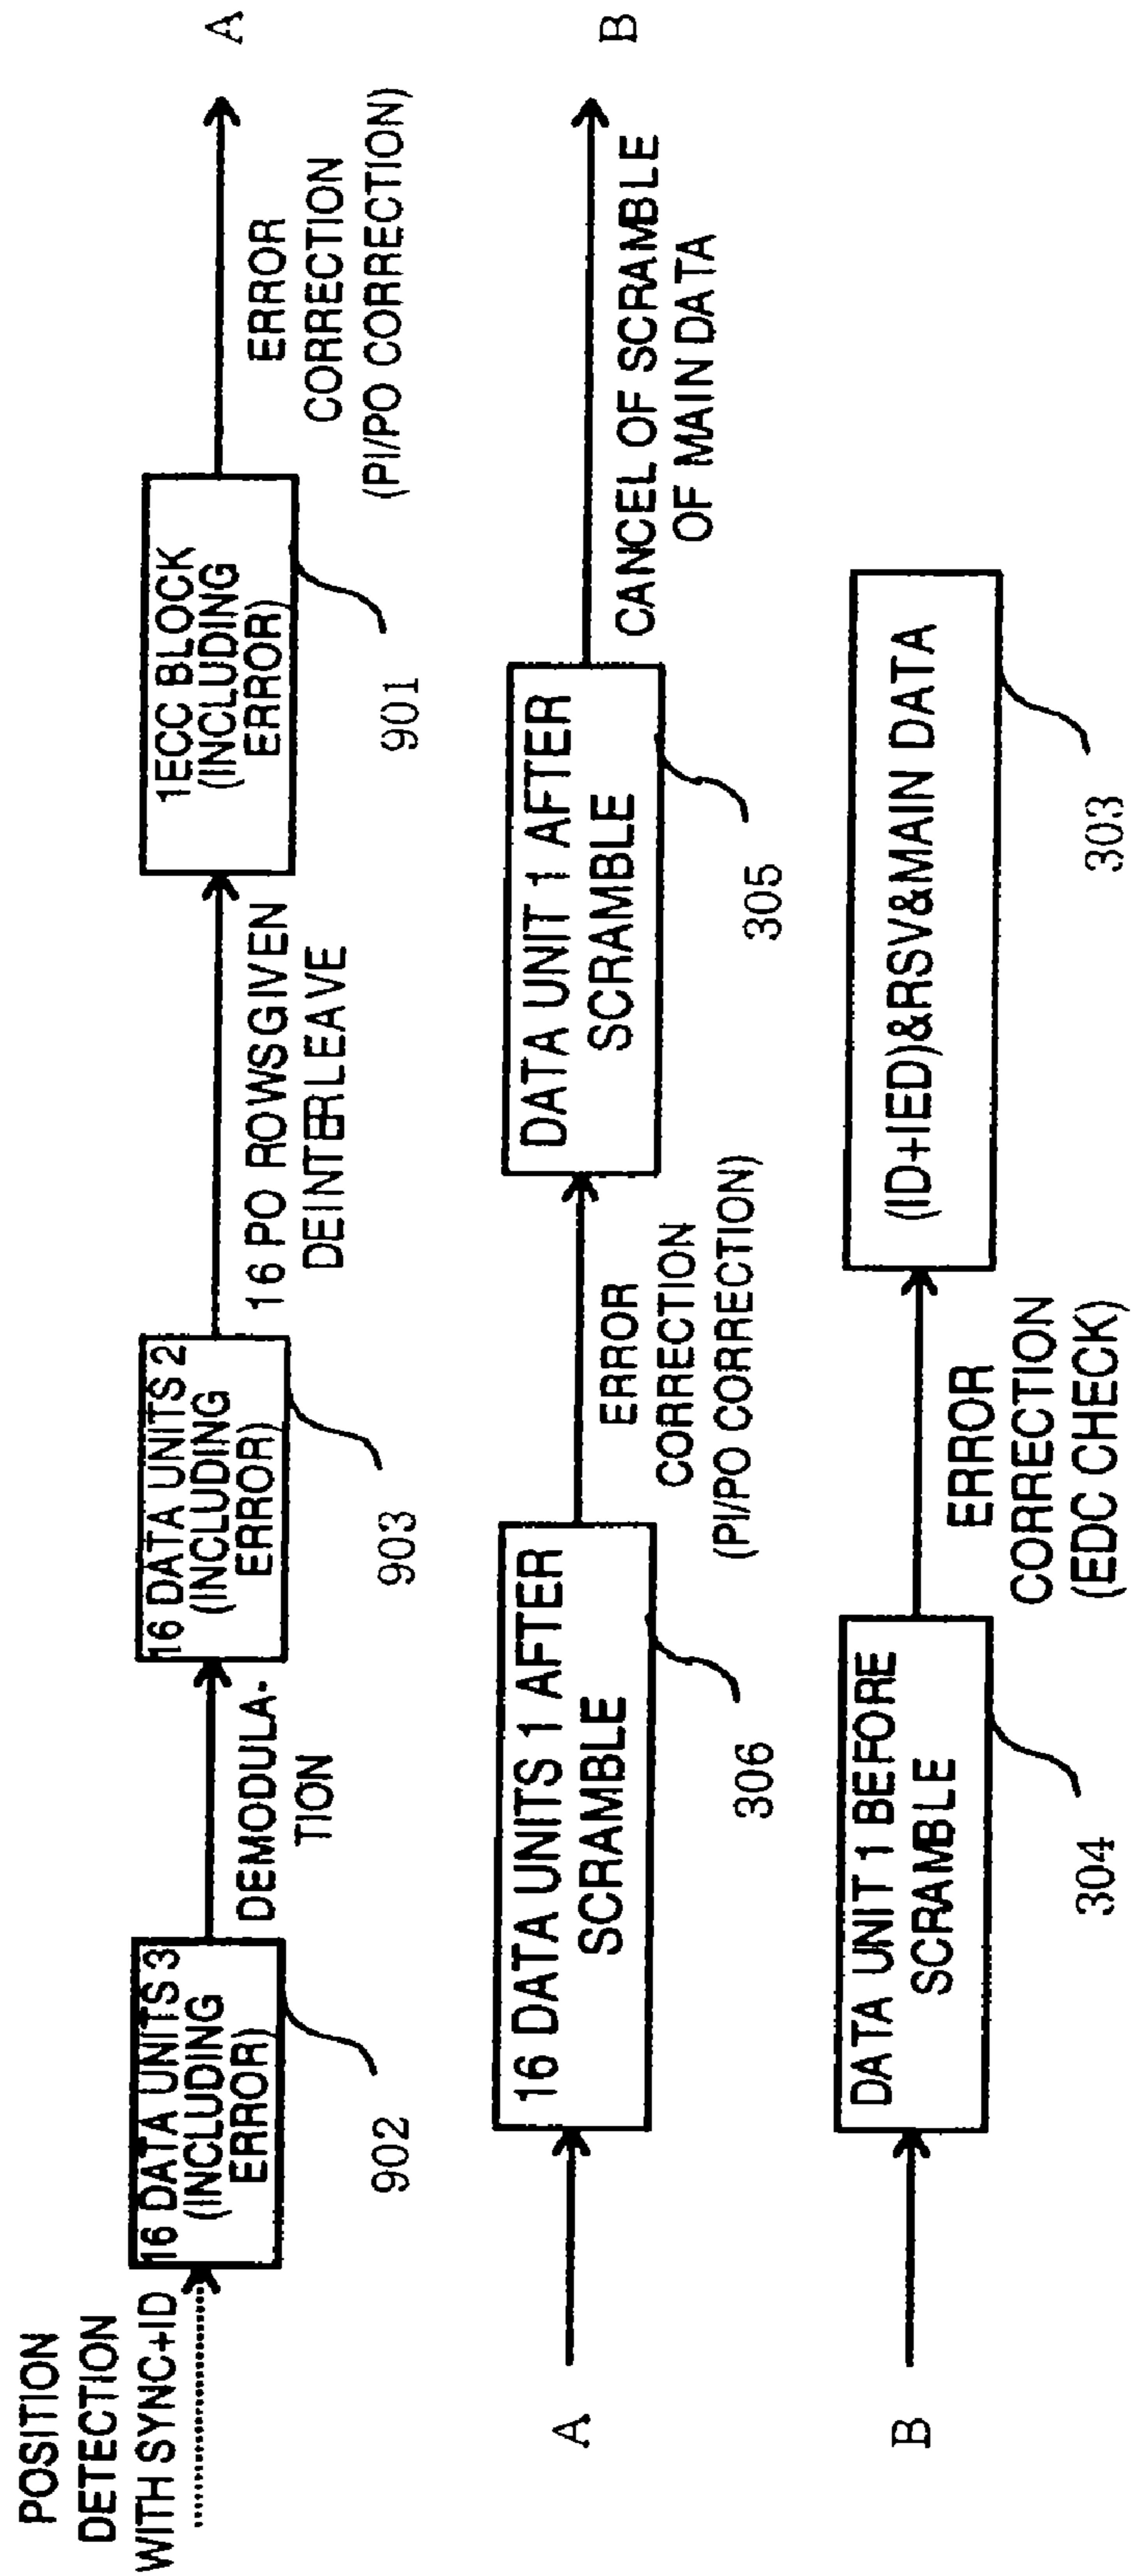 POSITION
DETECTION
WITH SYNC+ID
16 DATA UNITS 3
(INCLUDING
ERROR)
902
DEMODULA-
TION
16 DATA UNITS 2
(INCLUDING
ERROR)
903
16 PO ROWS GIVEN
DEINTERLEAVE
1ECC BLOCK
(INCLUDING
ERROR)
901
ERROR
CORRECTION
(PI/PO CORRECTION)
A
A
16 DATA UNITS 1 AFTER
SCRAMBLE
306
ERROR
CORRECTION
(PI/PO CORRECTION)
DATA UNIT 1 AFTER
SCRAMBLE
305
CANCEL OF SCRAMBLE
OF MAIN DATA
B
B
DATA UNIT 1 BEFORE
SCRAMBLE
304
ERROR
CORRECTION
(EDC CHECK)
(ID+IED)&RSV&MAIN DATA
303